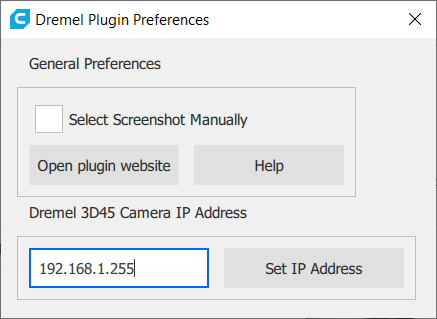 Dremel Plugin Preferences
General Preferences
Select Screenshot Manually
Open plugin website
Help
Dremel 3D45 Camera IP Address
192.168.1.255
Set IP Address